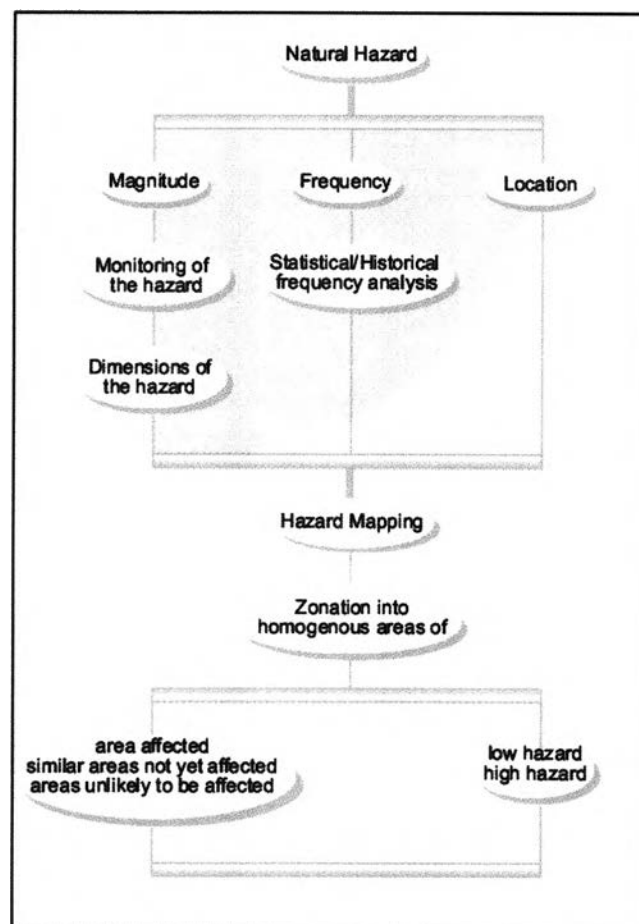 Natural Hazard
Magnitude
Frequency
Location
Monitoring of
the hazard
Statistical/Historical
frequency analysis
Dimensions of
the hazard
Hazard Mapping
Zonation into
homogenous areas of
area affected
similar areas not yet affected
areas unlikely to be affected
low hazard
high hazard